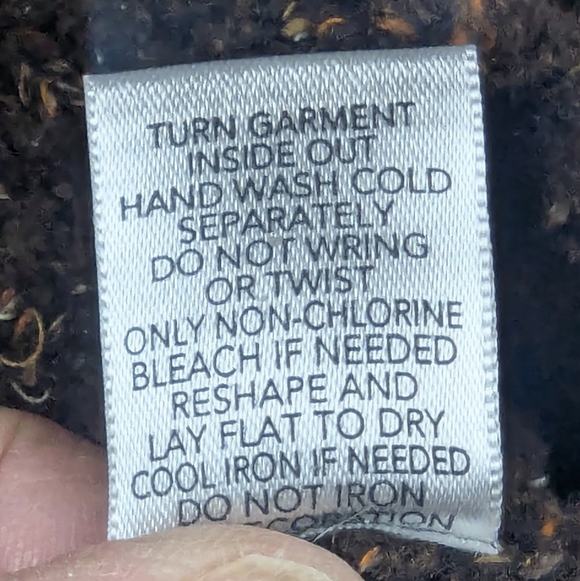 TURN GARMENT
INSIDE OUT
HAND WASH COLD
SEPARATELY
DO NOT WRING
OR TWIST
ONLY NON-CHLORINE
BLEACH IF NEEDED
RESHAPE AND
LAY FLAT TO DRY
COOL IRON IF NEEDED
DO NOT IRON
DECORATION